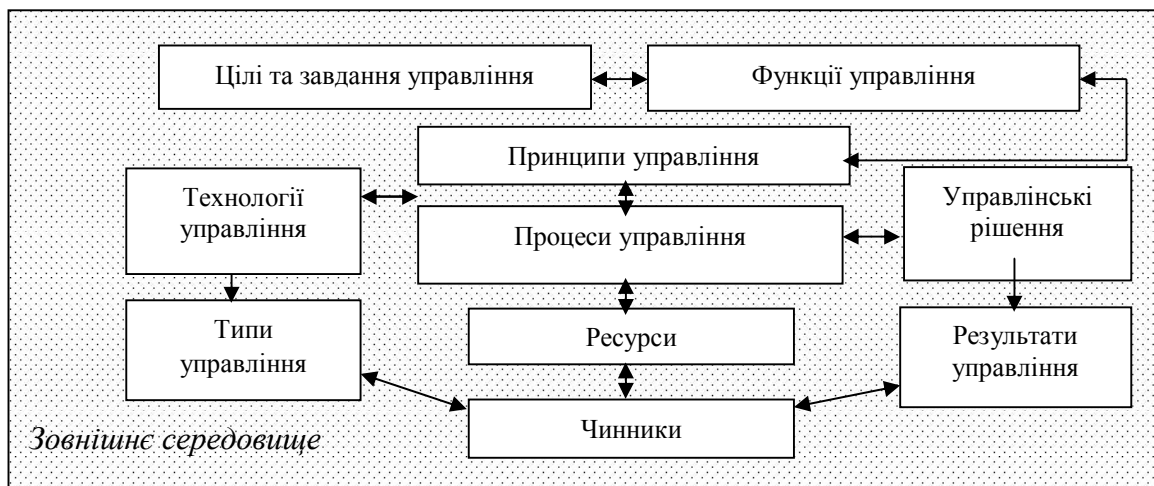 Цілі та завдання управління
Функції управління
Принципи управління
Технології
управління
Процеси управління
Управлінські
рішення
Типи
управління
Ресурси
Результати
управління
Чинники
Зовнішнє середовище